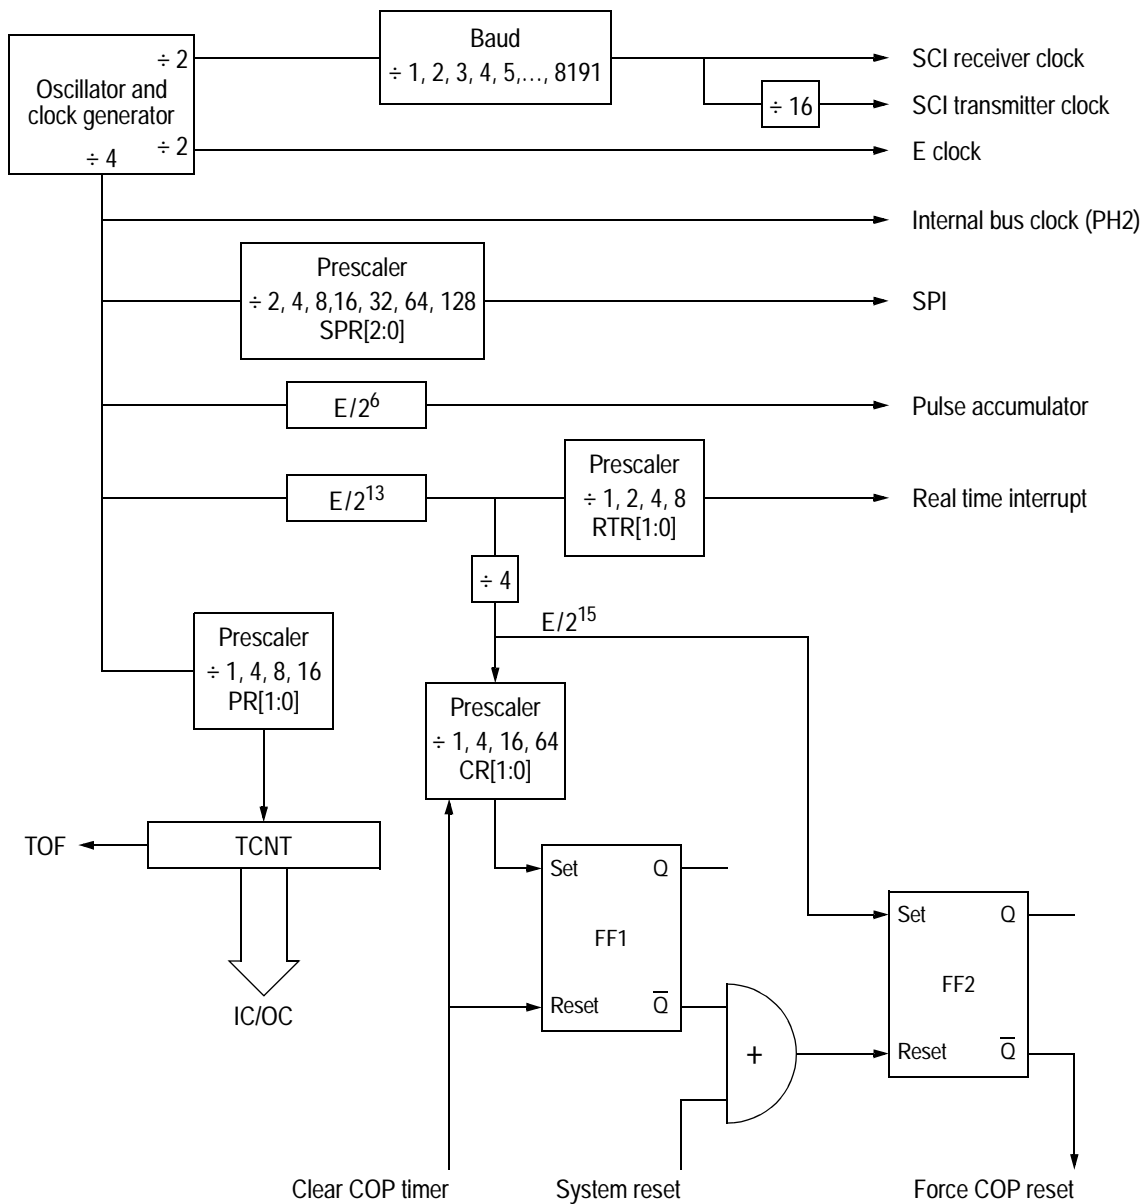 Oscillator and
clock generator
÷ 2
÷ 2
÷ 4
Baud
÷ 1, 2, 3, 4, 5,..., 8191
÷ 16
SCI receiver clock
SCI transmitter clock
E clock
Internal bus clock (PH2)
Prescaler
÷ 2, 4, 8,16, 32, 64, 128
SPR[2:0]
SPI
E/2⁶
Pulse accumulator
E/2¹³
Prescaler
÷ 1, 2, 4, 8
RTR[1:0]
Real time interrupt
÷ 4
E/2¹⁵
Prescaler
÷ 1, 4, 8, 16
PR[1:0]
Prescaler
÷ 1, 4, 16, 64
CR[1:0]
TOF
TCNT
IC/OC
Set
Q
FF1
Reset
Q̅
+
Set
Q
FF2
Reset
Q̅
Clear COP timer
System reset
Force COP reset